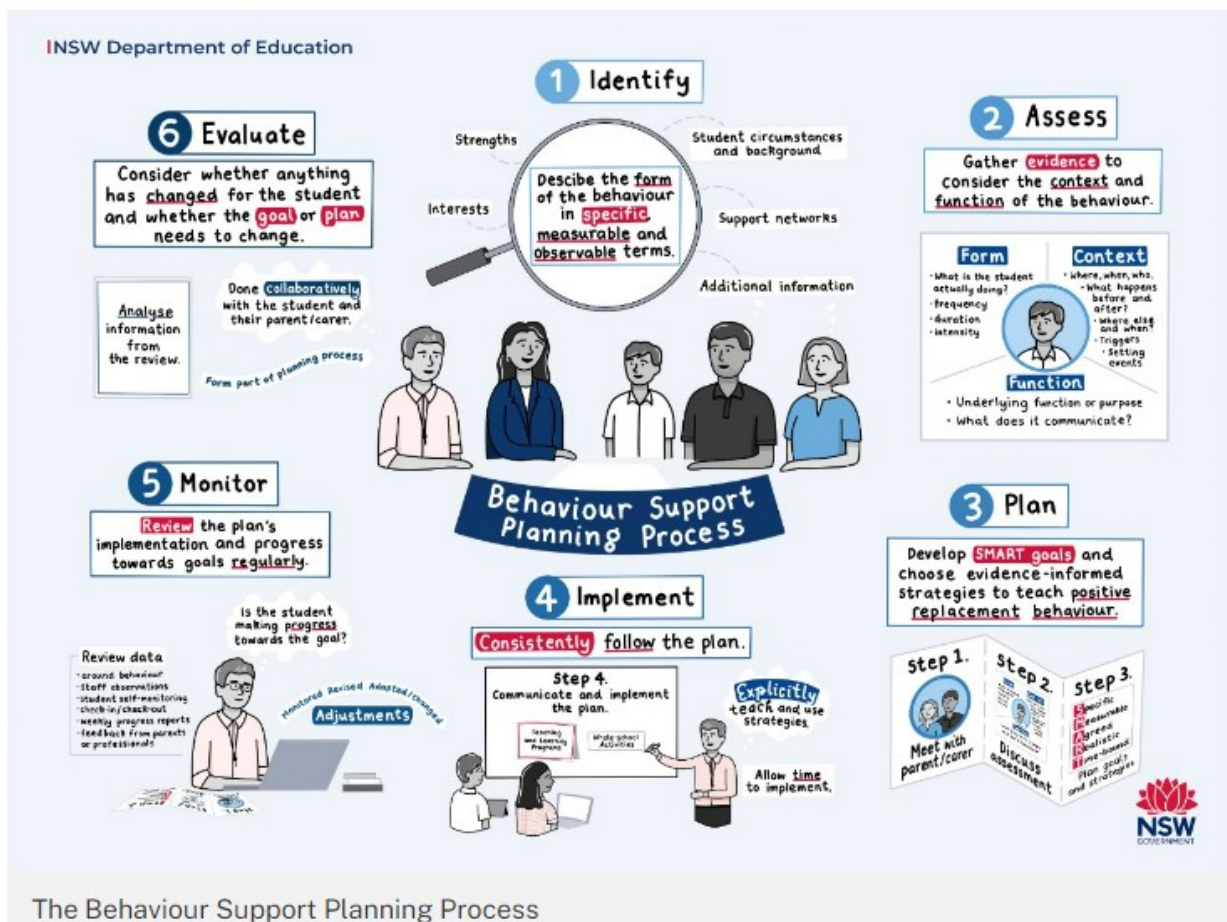 NSW Department of Education
1 Identify
Strengths
Interests
Descibe the form
of the behaviour
in specific,
measurable and
observable terms.
Student circumstances
and background
Support networks
Additional information
2 Assess
Gather evidence to
consider the context and
function of the behaviour.
Form
• What is the student
actually doing?
• frequency
• duration
• intensity
Context
• Where, when, who.
• What happens
before and
after?
• Where else
and when?
• Triggers
• Setting
events
Function
• Underlying function or purpose
• What does it communicate?
3 Plan
Develop SMART goals and
choose evidence-informed
strategies to teach positive
replacement behaviour.
Step 1.
Meet with
parent/carer
Step 2.
Discuss
assessment
Step 3.
Specific
Measurable
Agreed
Realistic
Time-bound
Plan goals
and strategies
4 Implement
Consistently follow the plan.
Step 4.
Communicate and implement
the plan.
Teaching
and Learning
Programs
Whole-school
Activities
Explicitly
teach and use
strategies.
Allow time
to implement.
5 Monitor
Review the plan's
implementation and progress
towards goals regularly.
Is the student
making progress
towards the goal?
Review data
• around behaviour
• Staff observations
• student self-monitoring
• check-in/check-out
• weekly progress reports
• feedback from parents
or professionals
Monitored Revised Adapted/changed
Adjustments
6 Evaluate
Consider whether anything
has changed for the student
and whether the goal or plan
needs to change.
Analyse
information
from
the review.
Done collaboratively
with the student and
their parent/carer.
Form part of planning process
Behaviour Support
Planning Process
NSW
GOVERNMENT
The Behaviour Support Planning Process